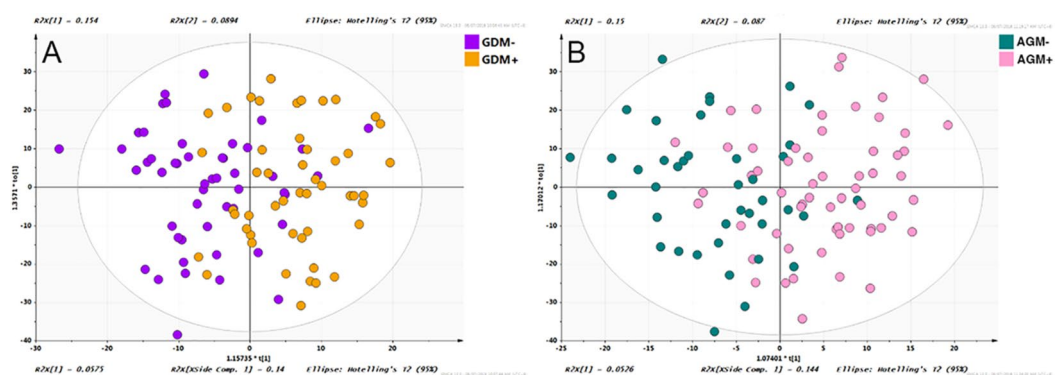 R2X[1] = 0.154 R2X[2] = 0.0894 Ellipse: Hotelling's T2 (95%)
A
GDM-
GDM+
30
20
10
0
-10
-20
-30
-40
1.3571 * to[1]
-30 -20 -10 0 10 20
1.15735 * t[1]
R2X[1] = 0.0575 R2X[XSide Comp. 1] = 0.14 Ellipse: Hotelling's T2 (95%)
R2X[1] = 0.15 R2X[2] = 0.087 Ellipse: Hotelling's T2 (95%)
B
AGM-
AGM+
30
20
10
0
-10
-20
-30
-40
1.17012 * to[1]
-25 -20 -15 -10 -5 0 5 10 15 20
1.07401 * t[1]
R2X[1] = 0.0526 R2X[XSide Comp. 1] = 0.144 Ellipse: Hotelling's T2 (95%)